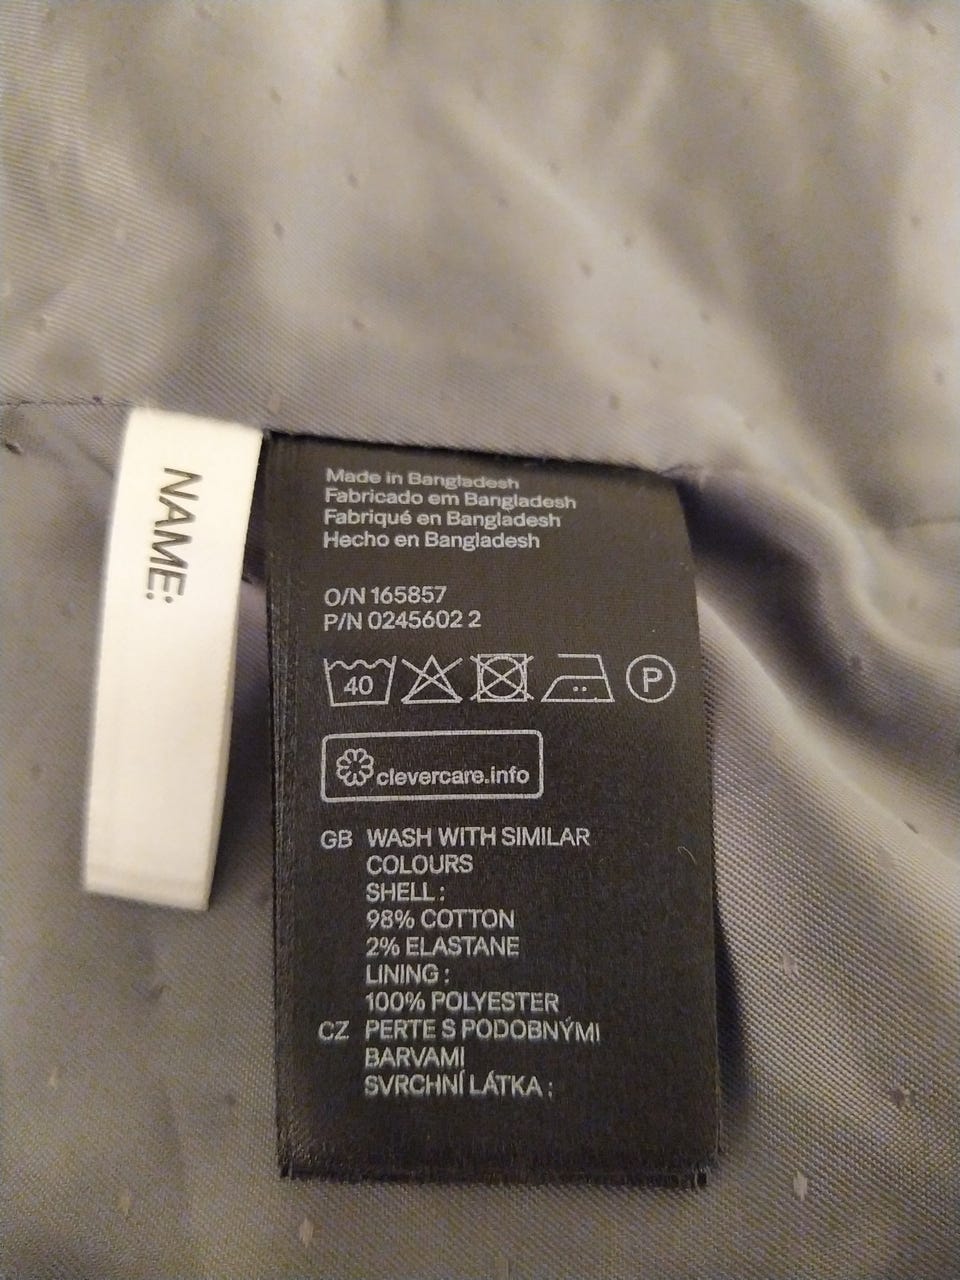 NAME:
Made in Bangladesh
Fabricado em Bangladesh
Fabriqué en Bangladesh
Hecho en Bangladesh
O/N 165857
P/N 0245602 2
40 P
clevercare.info
GB WASH WITH SIMILAR
COLOURS
SHELL :
98% COTTON
2% ELASTANE
LINING :
100% POLYESTER
CZ PERTE S PODOBNÝMI
BARVAMI
SVRCHNÍ LÁTKA :